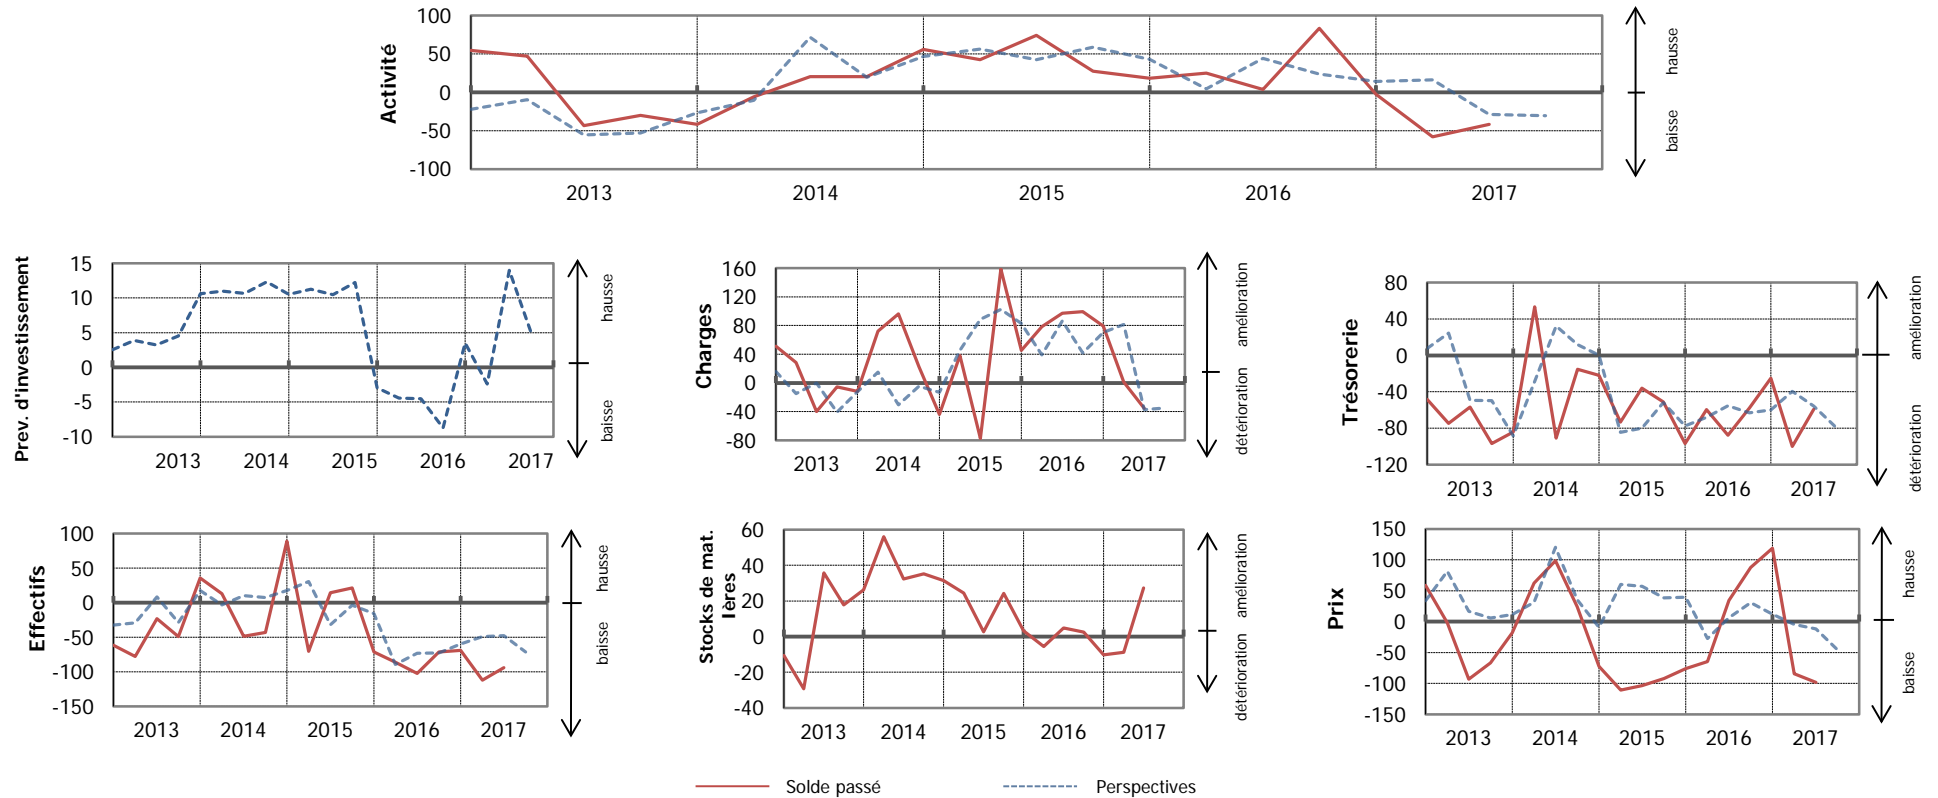 Activité
100
50
0
-50
-100
2013 2014 2015 2016 2017
hausse
baisse
Prev. d'investissement
15
10
5
0
-5
-10
2013 2014 2015 2016 2017
hausse
baisse
Charges
160
120
80
40
0
-40
-80
2013 2014 2015 2016 2017
amélioration
détérioration
Trésorerie
80
40
0
-40
-80
-120
2013 2014 2015 2016 2017
amélioration
détérioration
Effectifs
100
50
0
-50
-100
-150
2013 2014 2015 2016 2017
hausse
baisse
Stocks de mat.
Ières
60
40
20
0
-20
-40
2013 2014 2015 2016 2017
amélioration
détérioration
Prix
150
100
50
0
-50
-100
-150
2013 2014 2015 2016 2017
hausse
baisse
Solde passé Perspectives